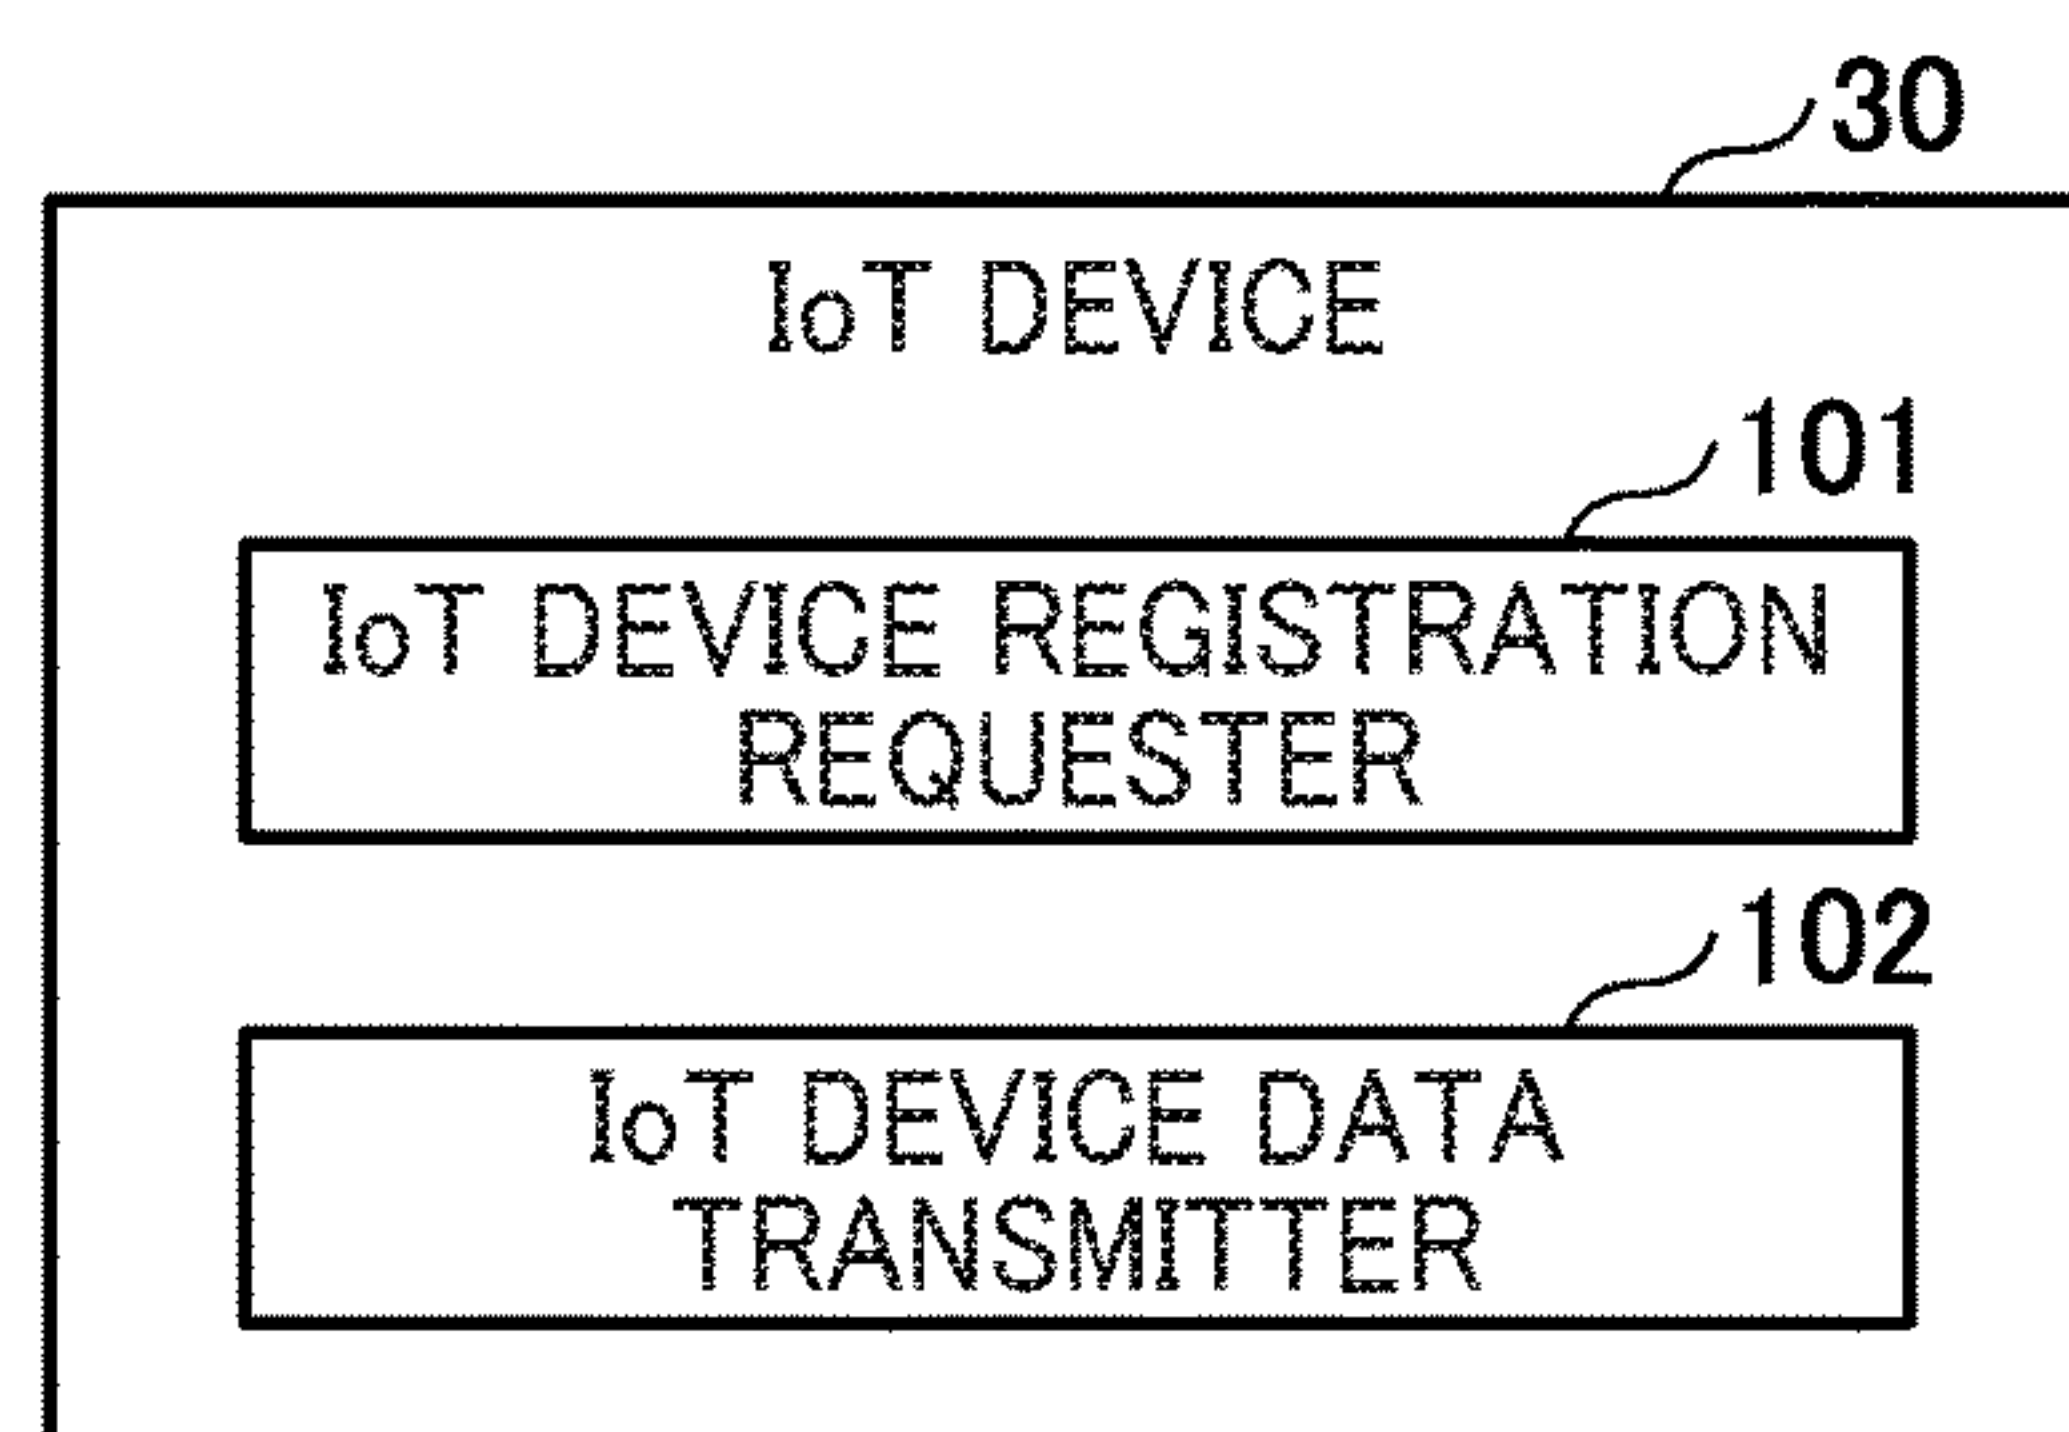 30
IoT DEVICE
101
IoT DEVICE REGISTRATION
REQUESTER
102
IoT DEVICE DATA
TRANSMITTER